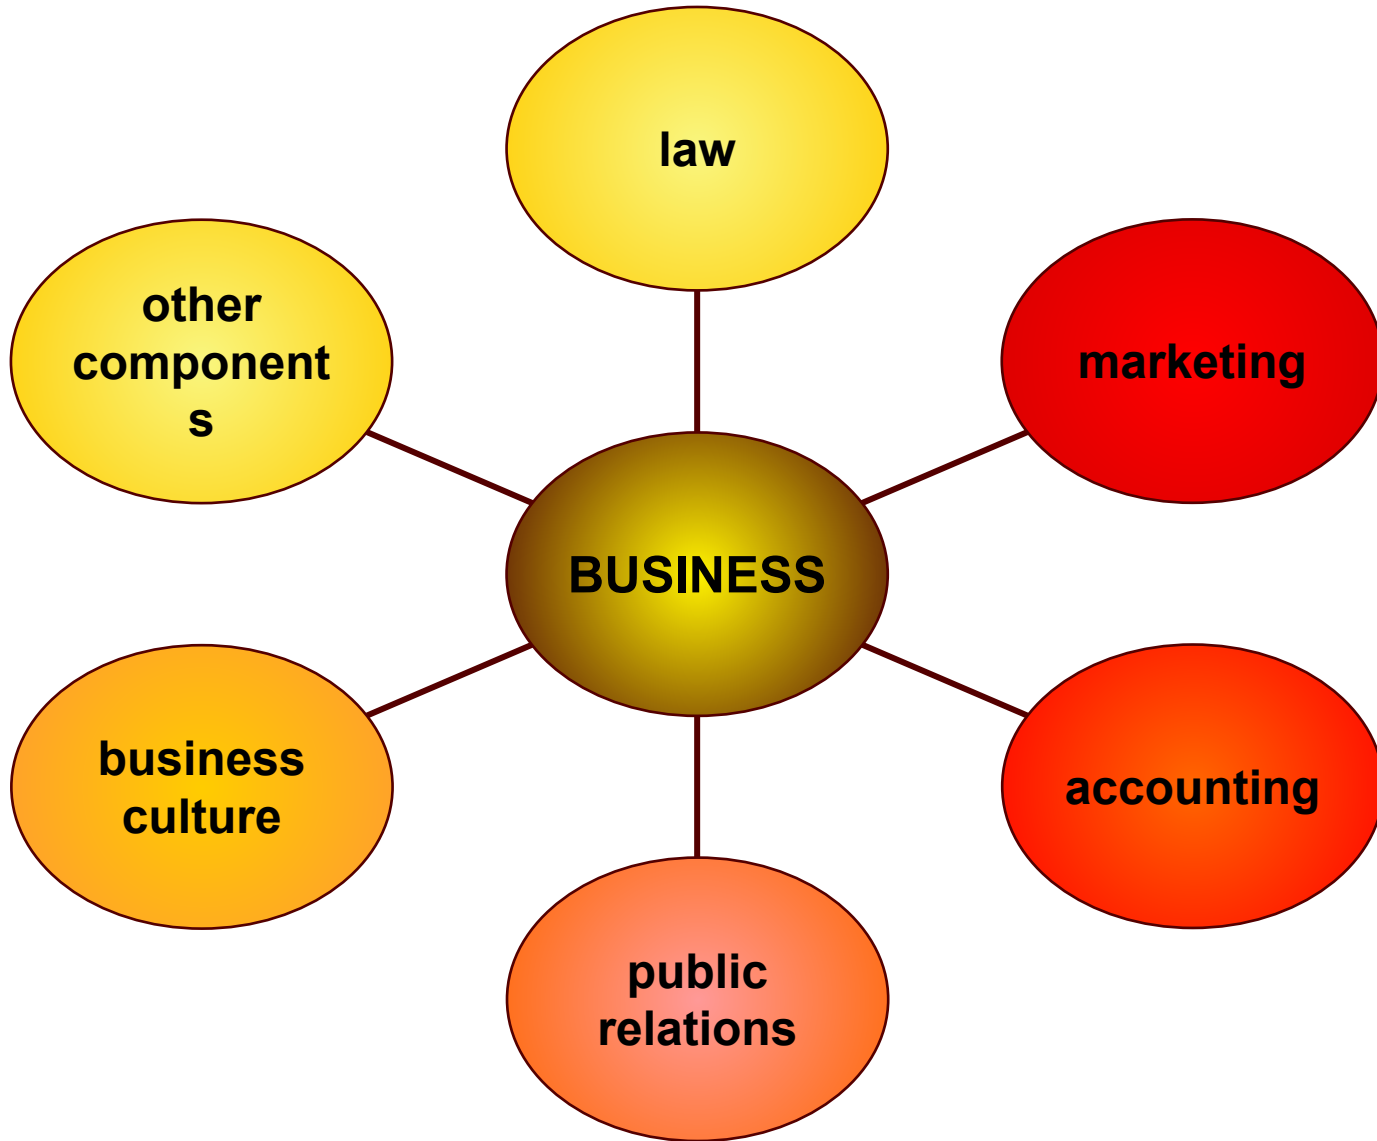 law
other
component
s
marketing
BUSINESS
business
culture
accounting
public
relations